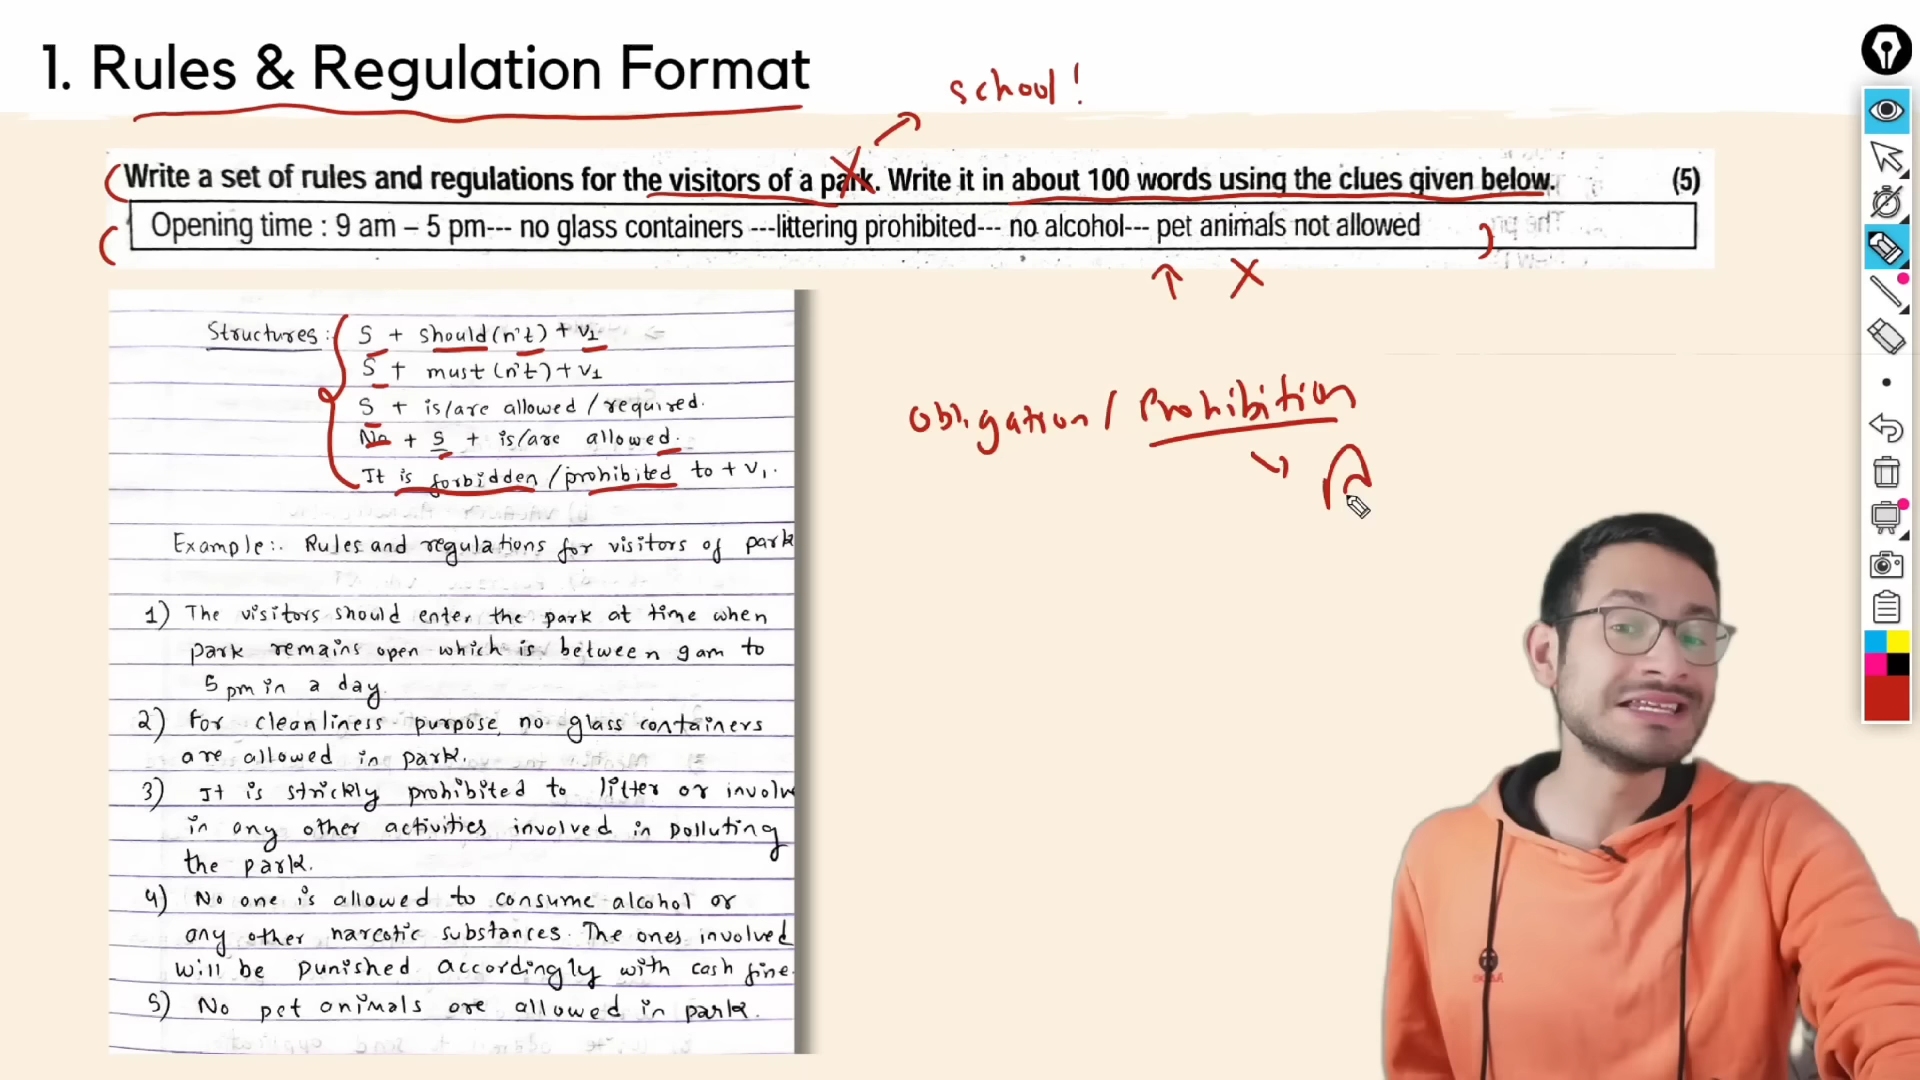 1. Rules & Regulation Format
school!
Write a set of rules and regulations for the visitors of a park. Write it in about 100 words using the clues given below. (5)
Opening time : 9 am – 5 pm--- no glass containers ---littering prohibited--- no alcohol--- pet animals not allowed
Structures: S + should(n't) + v1
S + must (n't) + v1
S + is/are allowed / required.
No + S + is/are allowed.
It is forbidden / prohibited to + v1.
Obligation / Prohibition
Example:. Rules and regulations for visitors of park
1) The visitors should enter the park at time when
park remains open which is between 9am to
5pm in a day.
2) For cleanliness purpose, no glass containers
are allowed in park.
3) It is strickly prohibited to litter or involv
in any other activities involved in polluting
the park.
4) No one is allowed to consume alcohol or
any other narcotic substances. The ones involved
will be punished accordingly with cash fine.
5) No pet animals are allowed in park.